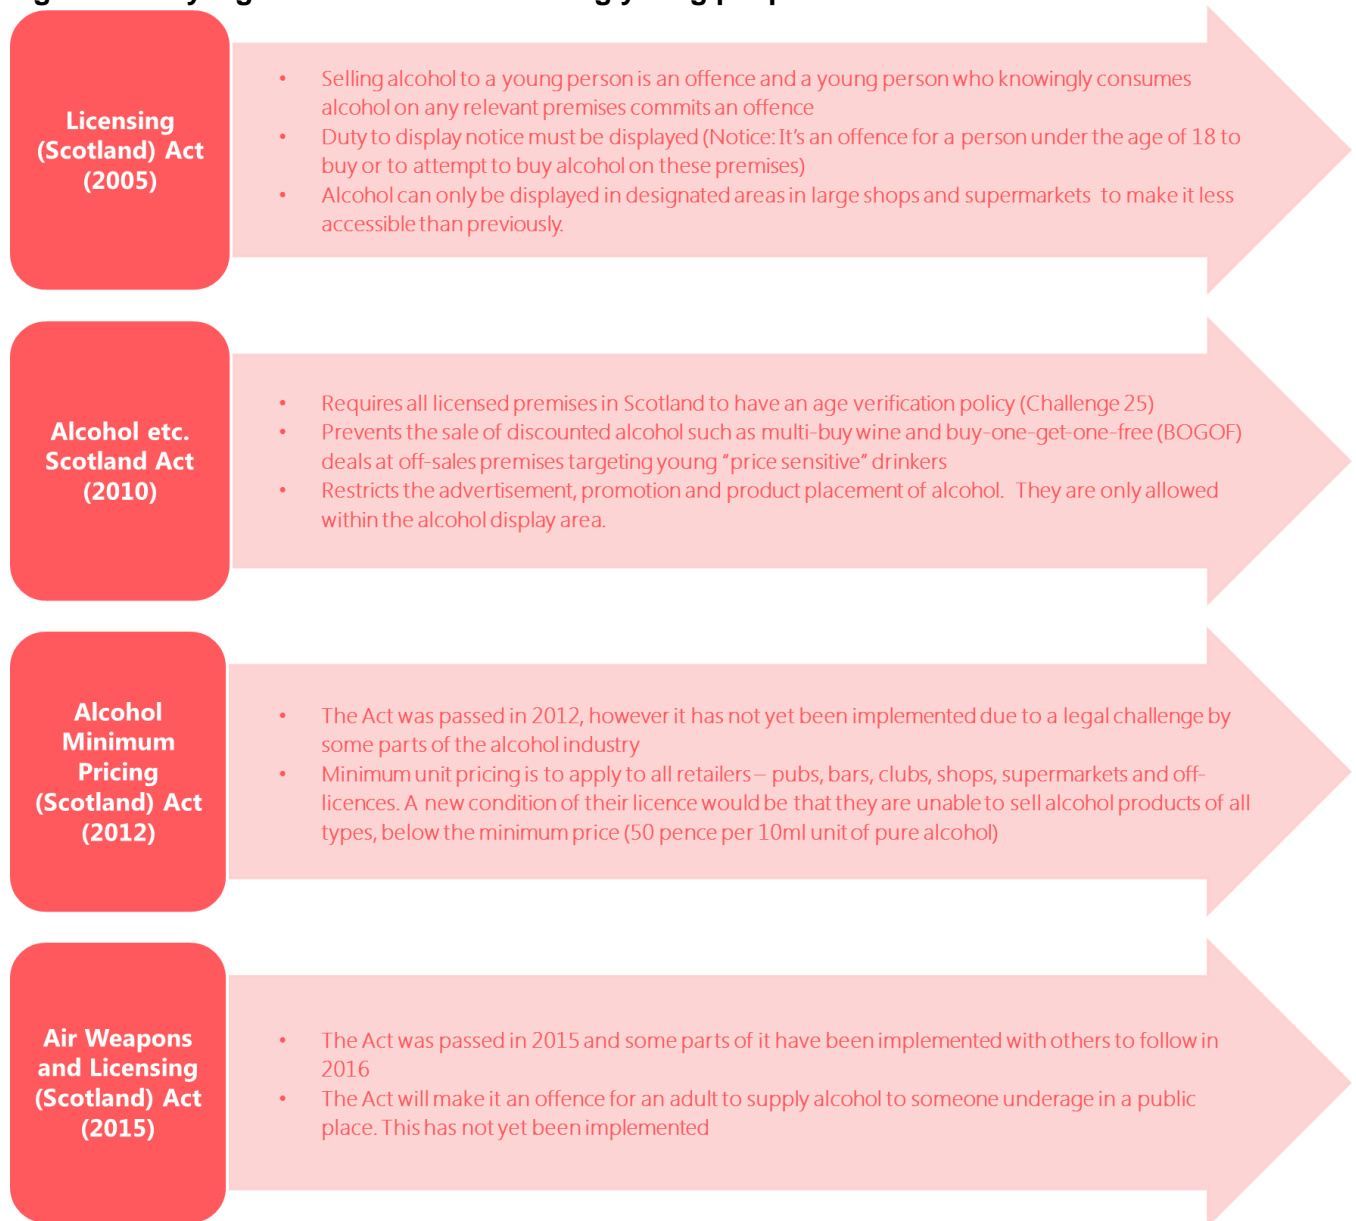 Licensing
(Scotland) Act
(2005)
• Selling alcohol to a young person is an offence and a young person who knowingly consumes
alcohol on any relevant premises commits an offence
• Duty to display notice must be displayed (Notice: It's an offence for a person under the age of 18 to
buy or to attempt to buy alcohol on these premises)
• Alcohol can only be displayed in designated areas in large shops and supermarkets to make it less
accessible than previously.
Alcohol etc.
Scotland Act
(2010)
• Requires all licensed premises in Scotland to have an age verification policy (Challenge 25)
• Prevents the sale of discounted alcohol such as multi-buy wine and buy-one-get-one-free (BOGOF)
deals at off-sales premises targeting young “price sensitive” drinkers
• Restricts the advertisement, promotion and product placement of alcohol. They are only allowed
within the alcohol display area.
Alcohol
Minimum
Pricing
(Scotland) Act
(2012)
• The Act was passed in 2012, however it has not yet been implemented due to a legal challenge by
some parts of the alcohol industry
• Minimum unit pricing is to apply to all retailers – pubs, bars, clubs, shops, supermarkets and off-
licences. A new condition of their licence would be that they are unable to sell alcohol products of all
types, below the minimum price (50 pence per 10ml unit of pure alcohol)
Air Weapons
and Licensing
(Scotland) Act
(2015)
• The Act was passed in 2015 and some parts of it have been implemented with others to follow in
2016
• The Act will make it an offence for an adult to supply alcohol to someone underage in a public
place. This has not yet been implemented